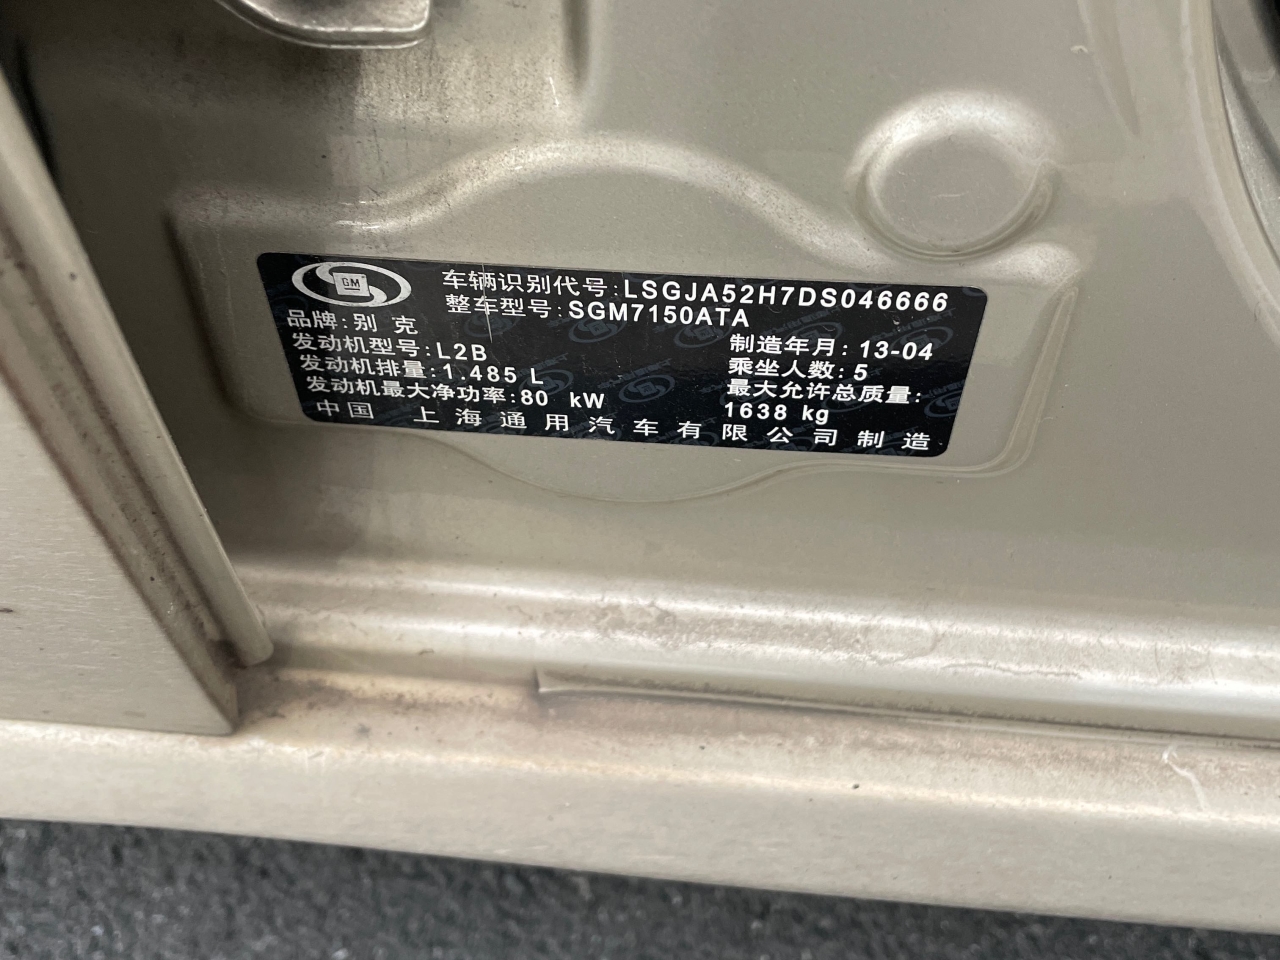 GM
车辆识别代号:LSGJA52H7DS046666
整车型号:SGM7150ATA
品牌:别 克
发动机型号:L2B
制造年月:13-04
发动机排量:1.485 L
乘坐人数:5
发动机最大净功率:80 kW
最大允许总质量:
1638 kg
中国 上海通用汽车有限公司制造